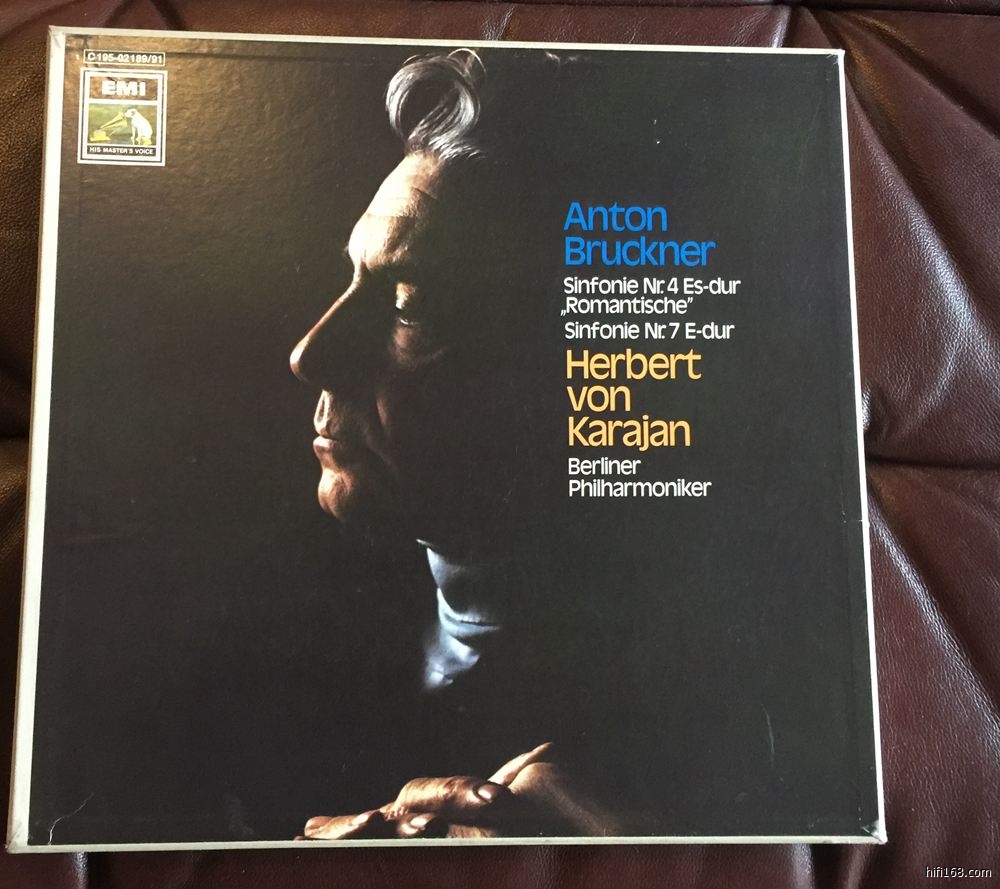 C 195-02189/91
EMI
HIS MASTER'S VOICE
Anton
Bruckner
Sinfonie Nr. 4 Es-dur
„Romantische”
Sinfonie Nr. 7 E-dur
Herbert
von
Karajan
Berliner
Philharmoniker
hifi168.com